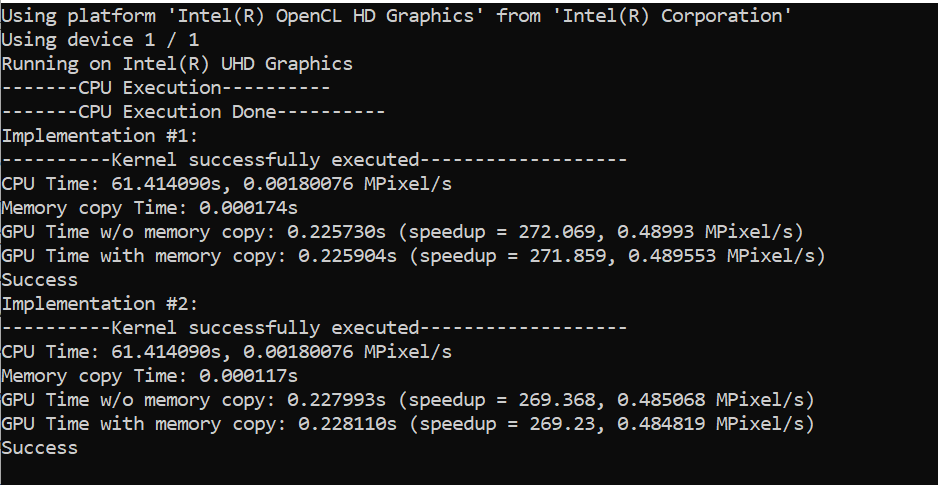 Using platform 'Intel(R) OpenCL HD Graphics' from 'Intel(R) Corporation'
Using device 1 / 1
Running on Intel(R) UHD Graphics
-------CPU Execution----------
-------CPU Execution Done----------
Implementation #1:
----------Kernel successfully executed-------------------
CPU Time: 61.414090s, 0.00180076 MPixel/s
Memory copy Time: 0.000174s
GPU Time w/o memory copy: 0.225730s (speedup = 272.069, 0.48993 MPixel/s)
GPU Time with memory copy: 0.225904s (speedup = 271.859, 0.489553 MPixel/s)
Success
Implementation #2:
----------Kernel successfully executed-------------------
CPU Time: 61.414090s, 0.00180076 MPixel/s
Memory copy Time: 0.000117s
GPU Time w/o memory copy: 0.227993s (speedup = 269.368, 0.485068 MPixel/s)
GPU Time with memory copy: 0.228110s (speedup = 269.23, 0.484819 MPixel/s)
Success